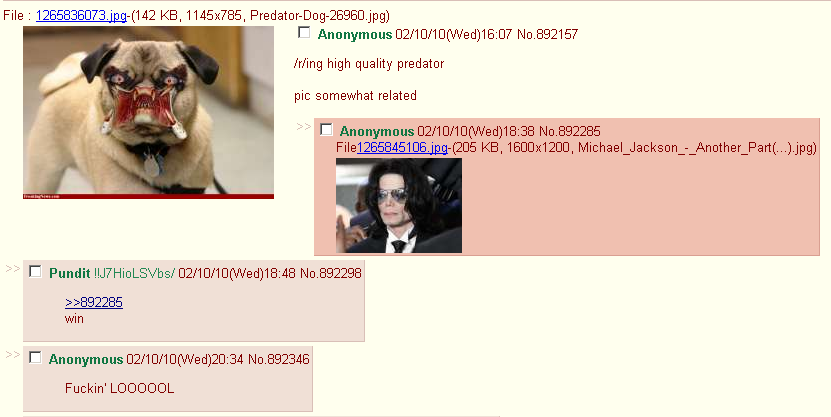 File : 1265836073.jpg-(142 KB, 1145x785, Predator-Dog-26960.jpg)
Anonymous 02/10/10(Wed)16:07 No.892157
/r/ing high quality predator
pic somewhat related
>> Anonymous 02/10/10(Wed)18:38 No.892285
File1265845106.jpg-(205 KB, 1600x1200, Michael_Jackson_-_Another_Part(...).jpg)
>> Pundit !!J7HioLSVbs/ 02/10/10(Wed)18:48 No.892298
>>892285
win
>> Anonymous 02/10/10(Wed)20:34 No.892346
Fuckin' LOOOOOL